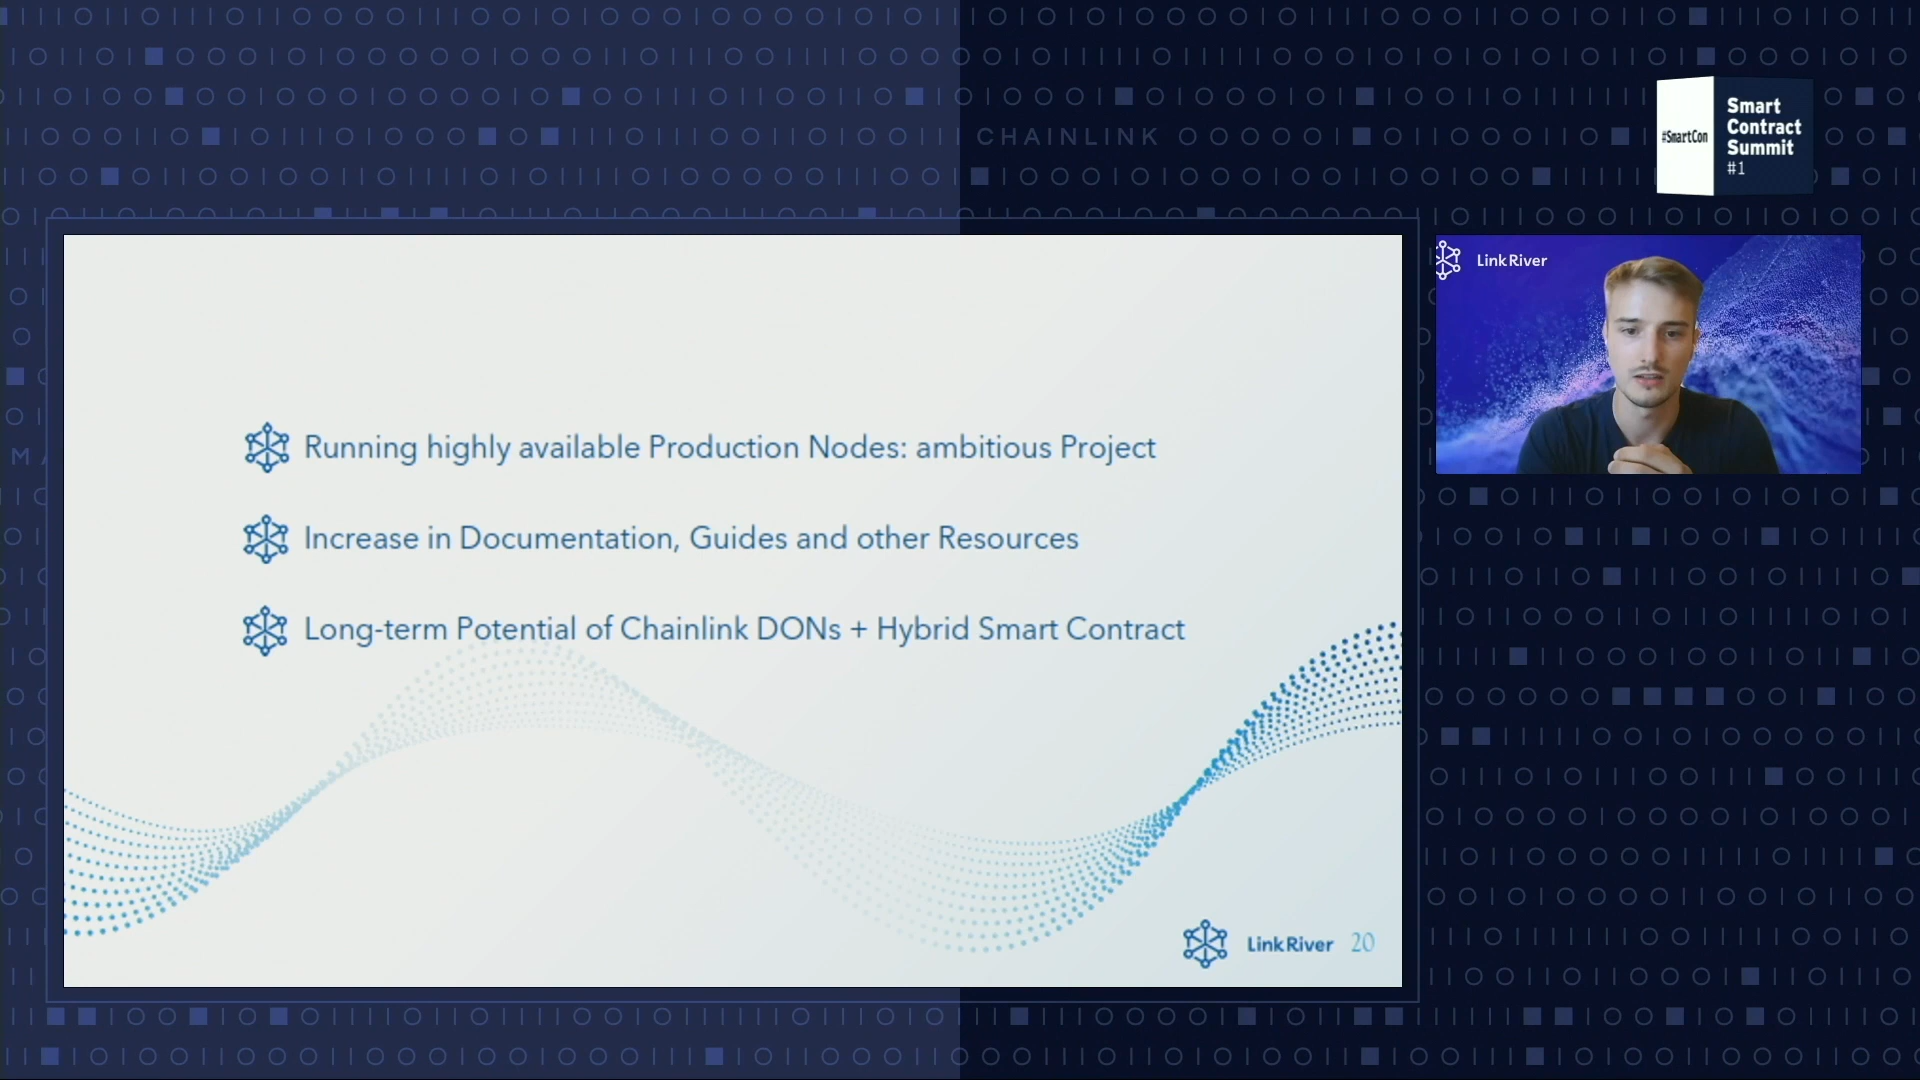 CHAINLINK
#SmartCon
Smart
Contract
Summit
#1
LinkRiver
Running highly available Production Nodes: ambitious Project
Increase in Documentation, Guides and other Resources
Long-term Potential of Chainlink DONs + Hybrid Smart Contract
LinkRiver 20